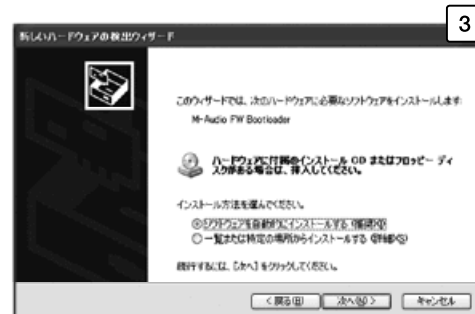 3
新しいハードウェアの検出ウィザード
このウィザードでは、次のハードウェアに必要なソフトウェアをインストールします:
M-Audio FW Bootloader
ハードウェアに付属のインストール CD またはフロッピー ディ
スクがある場合は、挿入してください。
インストール方法を選んでください。
ソフトウェアを自動的にインストールする (推奨)(I)
一覧または特定の場所からインストールする (詳細)(S)
続行するには、[次へ] をクリックしてください。
< 戻る(B)
次へ(N) >
キャンセル